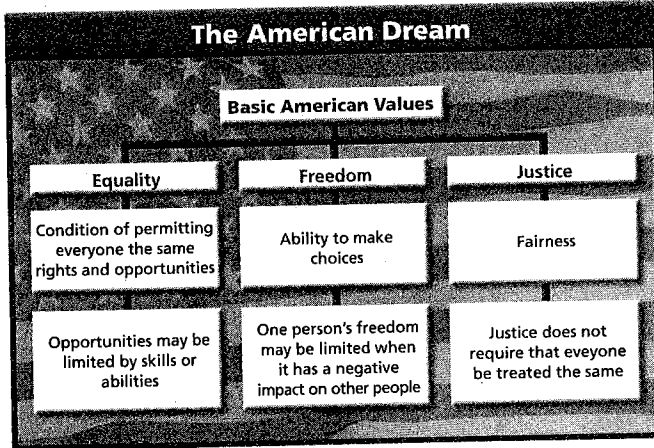 The American Dream
Basic American Values
Equality
Condition of permitting
everyone the same
rights and opportunities
Opportunities may be
limited by skills or
abilities
Freedom
Ability to make
choices
One person's freedom
may be limited when
it has a negative
impact on other people
Justice
Fairness
Justice does not
require that eveyone
be treated the same